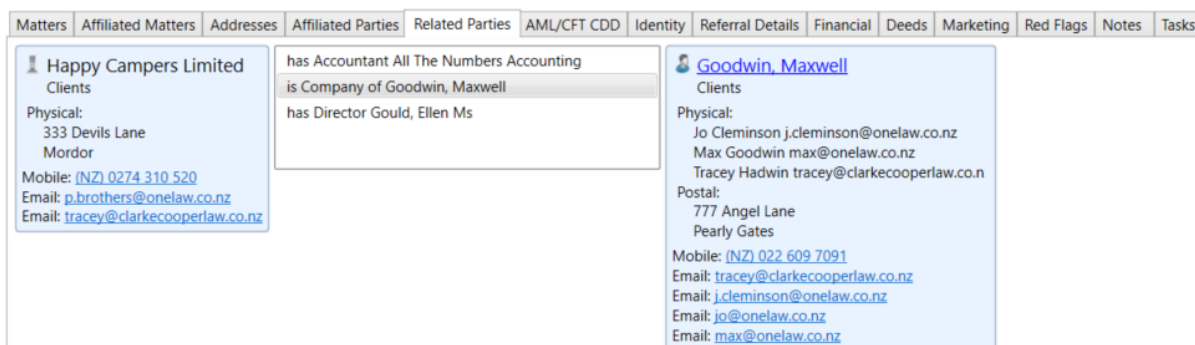 Matters Affiliated Matters Addresses Affiliated Parties Related Parties AML/CFT CDD Identity Referral Details Financial Deeds Marketing Red Flags Notes Tasks
Happy Campers Limited
Clients
Physical:
333 Devils Lane
Mordor
Mobile: (NZ) 0274 310 520
Email: p.brothers@onelaw.co.nz
Email: tracey@clarkecooperlaw.co.nz
has Accountant All The Numbers Accounting
is Company of Goodwin, Maxwell
has Director Gould, Ellen Ms
Goodwin, Maxwell
Clients
Physical:
Jo Cleminson j.cleminson@onelaw.co.nz
Max Goodwin max@onelaw.co.nz
Tracey Hadwin tracey@clarkecooperlaw.co.n
Postal:
777 Angel Lane
Pearly Gates
Mobile: (NZ) 022 609 7091
Email: tracey@clarkecooperlaw.co.nz
Email: j.cleminson@onelaw.co.nz
Email: jo@onelaw.co.nz
Email: max@onelaw.co.nz